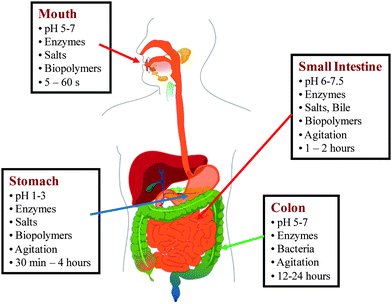 Mouth
• pH 5-7
• Enzymes
• Salts
• Biopolymers
• 5 – 60 s
Small Intestine
• pH 6-7.5
• Enzymes
• Salts, Bile
• Biopolymers
• Agitation
• 1 – 2 hours
Stomach
• pH 1-3
• Enzymes
• Salts
• Biopolymers
• Agitation
• 30 min – 4 hours
Colon
• pH 5-7
• Enzymes
• Bacteria
• Agitation
• 12-24 hours